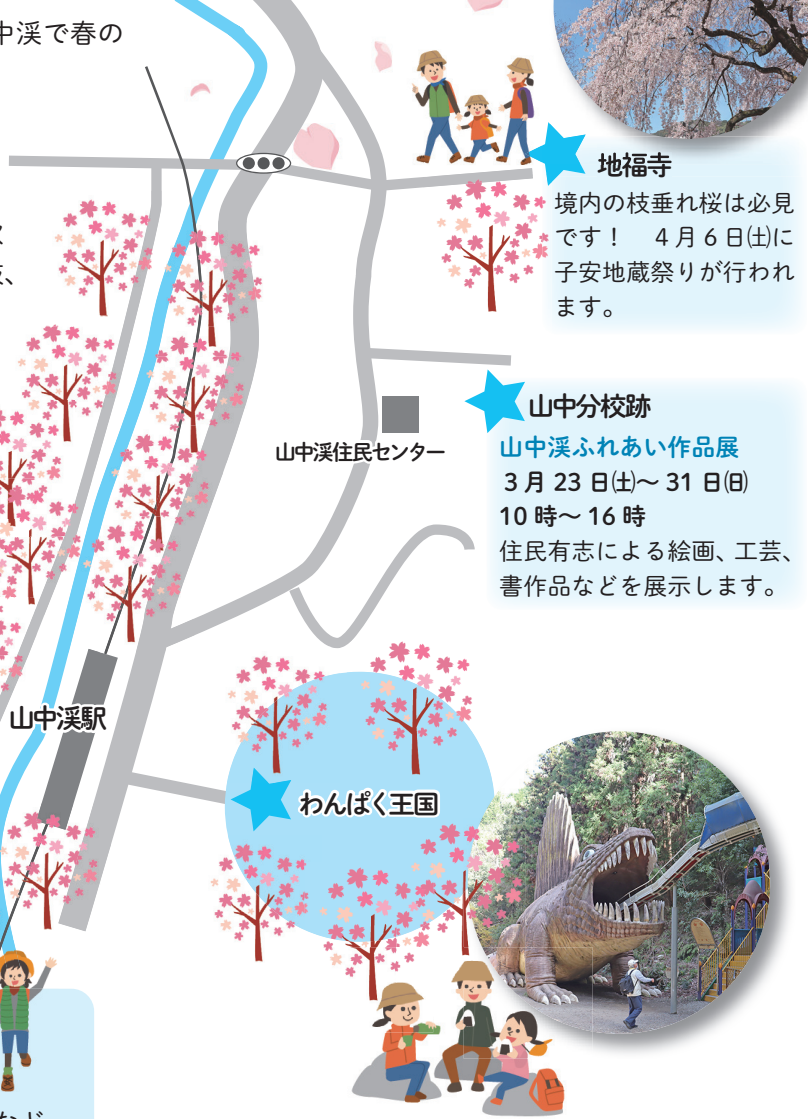 中渓で春の
地福寺
境内の枝垂れ桜は必見
です！　４月６日㈯に
子安地蔵祭りが行われ
ます。
山中分校跡
山中渓ふれあい作品展
３月 23 日㈯〜 31 日㈰
10 時〜 16 時
住民有志による絵画、工芸、
書作品などを展示します。
山中渓住民センター
山中渓駅
わんぱく王国